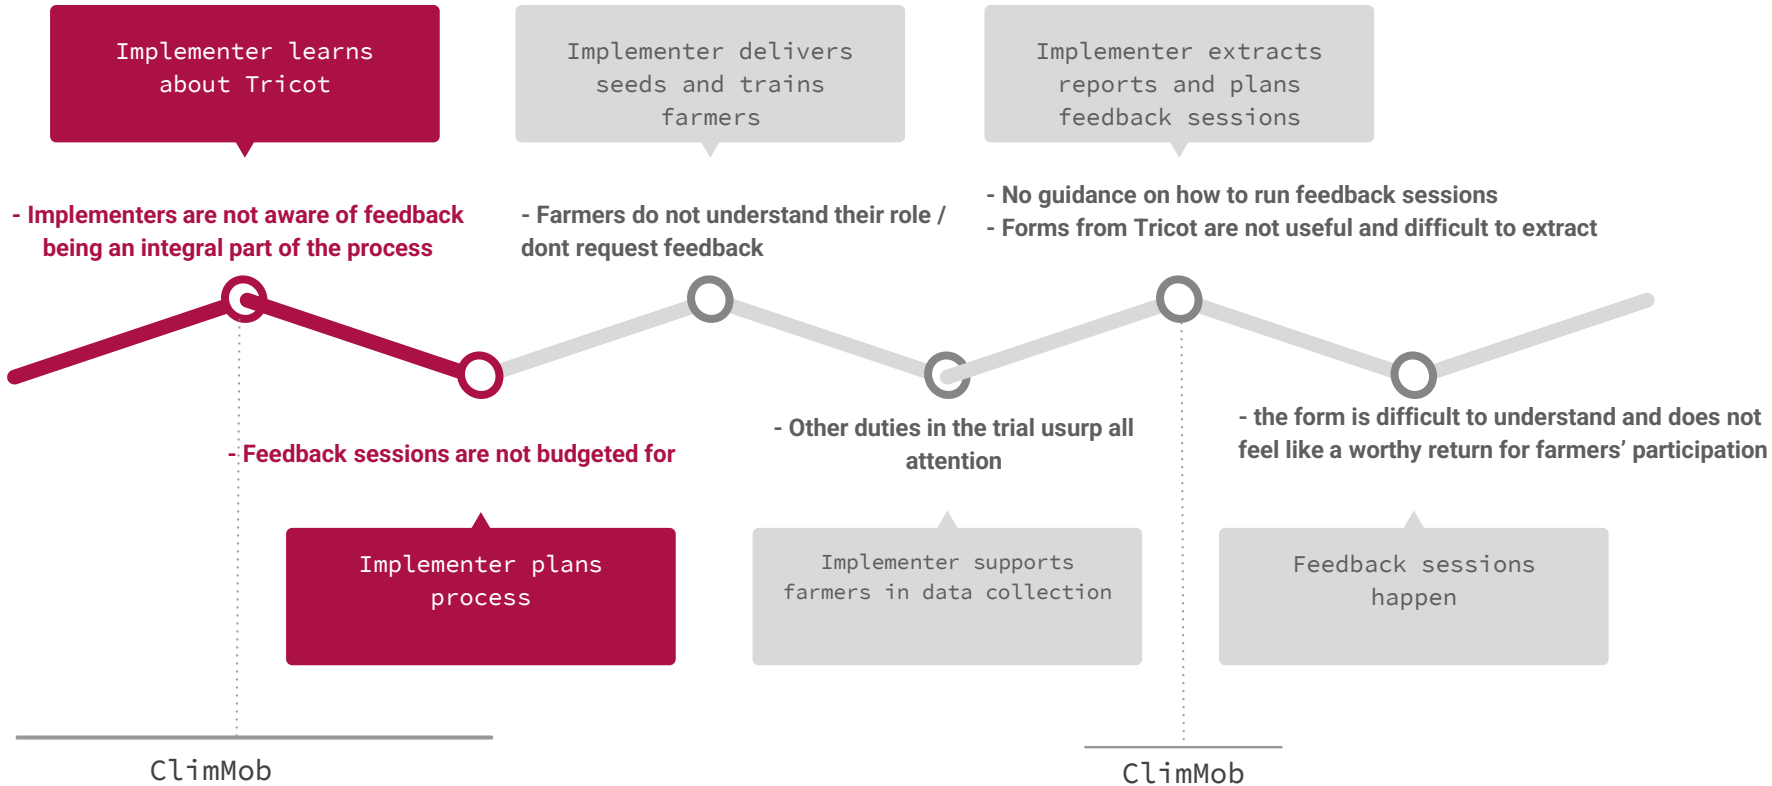 Implementer learns
about Tricot
Implementer delivers
seeds and trains
farmers
Implementer extracts
reports and plans
feedback sessions
- Implementers are not aware of feedback
being an integral part of the process
- Farmers do not understand their role /
dont request feedback
- No guidance on how to run feedback sessions
- Forms from Tricot are not useful and difficult to extract
- Feedback sessions are not budgeted for
- Other duties in the trial usurp all
attention
- the form is difficult to understand and does not
feel like a worthy return for farmers’ participation
Implementer plans
process
Implementer supports
farmers in data collection
Feedback sessions
happen
ClimMob
ClimMob